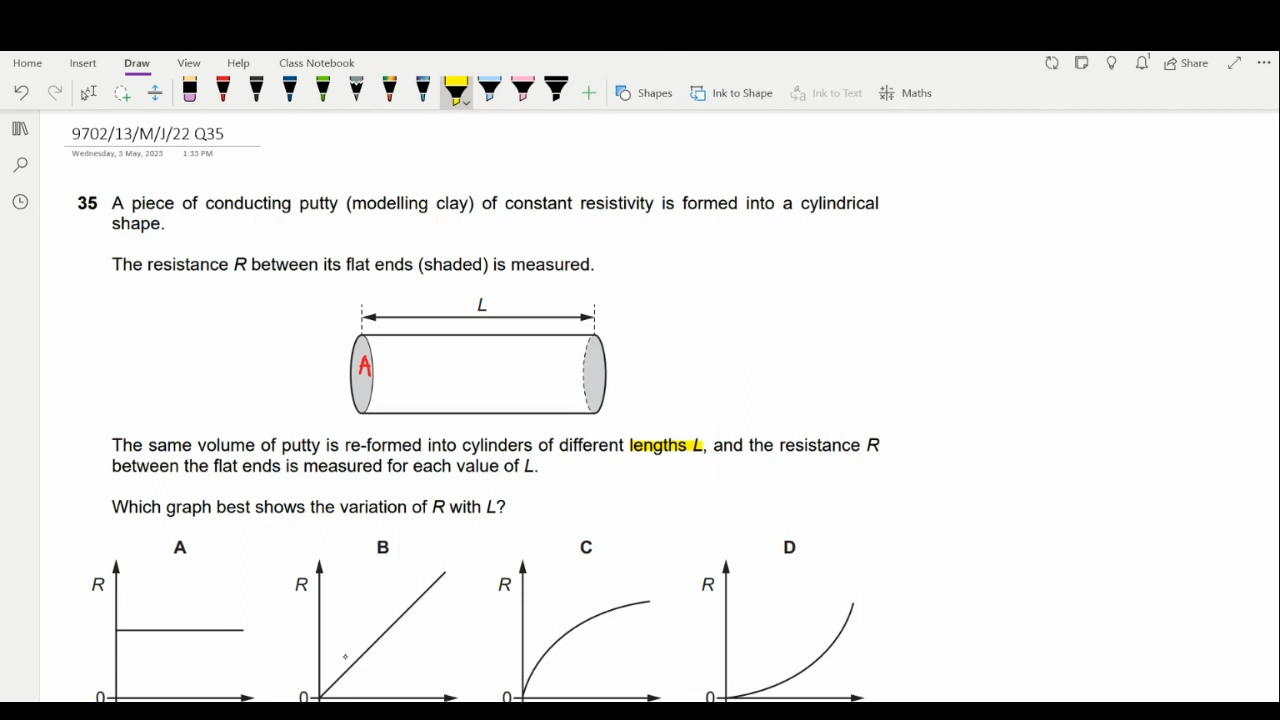 Home Insert Draw View Help Class Notebook
1 Share
Shapes Ink to Shape Ink to Text Maths
9702/13/M/J/22 Q35
Wednesday, 3 May, 2023 1:33 PM
35 A piece of conducting putty (modelling clay) of constant resistivity is formed into a cylindrical
shape.
The resistance R between its flat ends (shaded) is measured.
L
A
The same volume of putty is re-formed into cylinders of different lengths L, and the resistance R
between the flat ends is measured for each value of L.
Which graph best shows the variation of R with L?
A B C D
R R R R
0 0 0 0